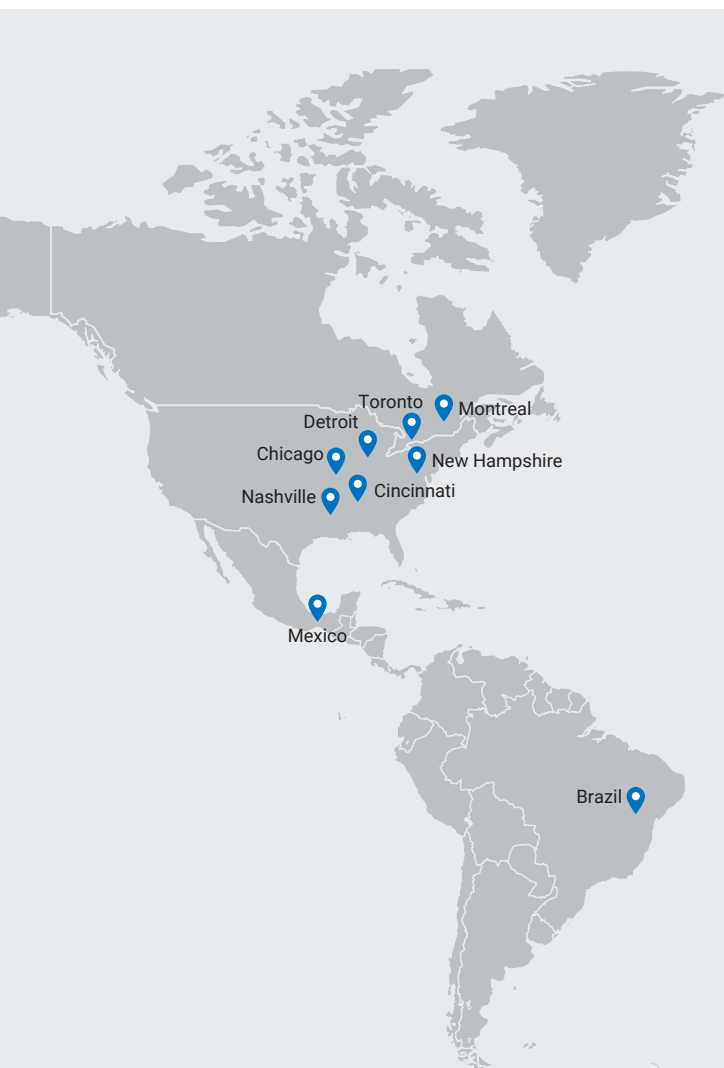 Toronto
Montreal
Detroit
Chicago
New Hampshire
Nashville
Cincinnati
Mexico
Brazil